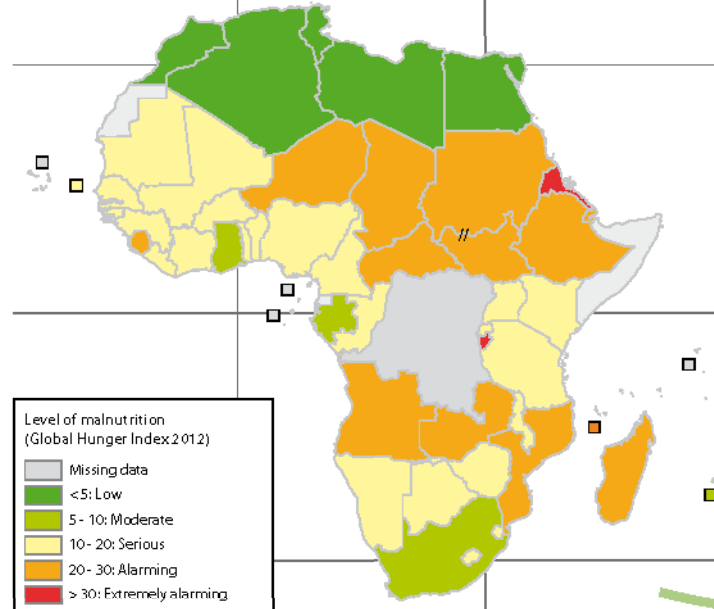 //
Level of malnutrition
(Global Hunger Index 2012)
Missing data
<5: Low
5 - 10: Moderate
10 - 20: Serious
20 - 30: Alarming
> 30: Extremely alarming